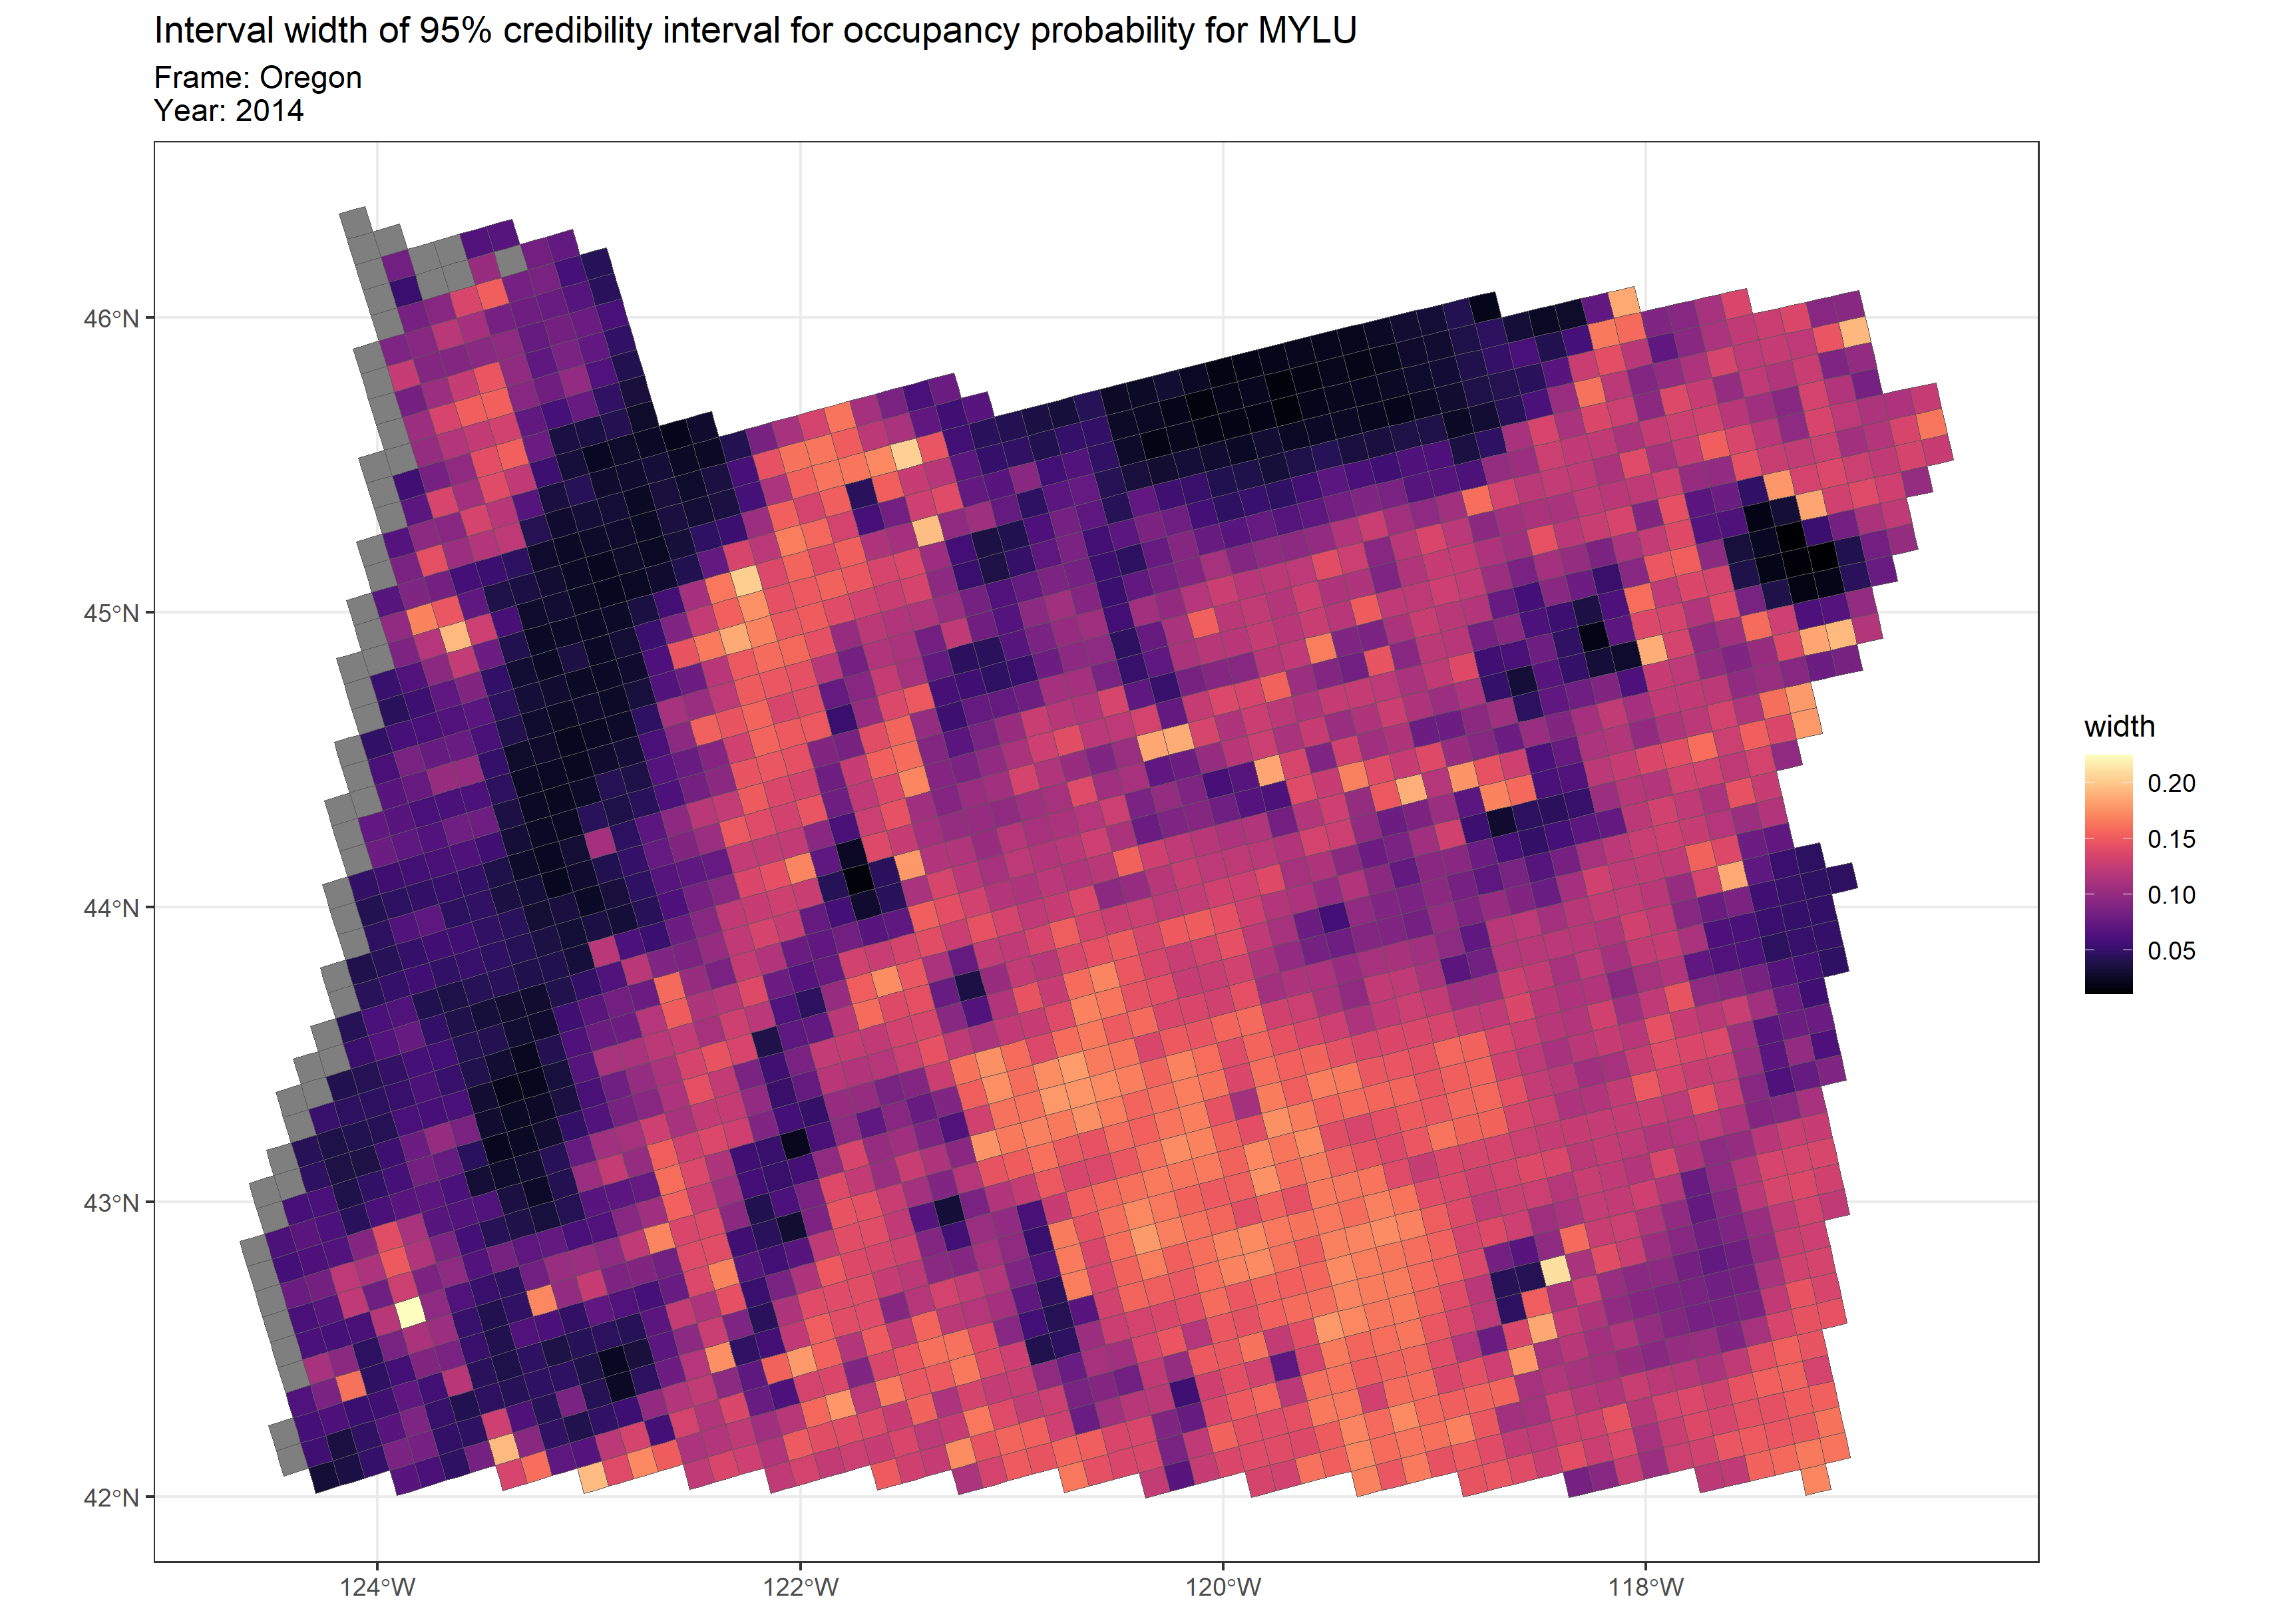 Interval width of 95% credibility interval for occupancy probability for MYLU
Frame: Oregon
Year: 2014
46°N
45°N
44°N
43°N
42°N
124°W
122°W
120°W
118°W
width
0.20
0.15
0.10
0.05